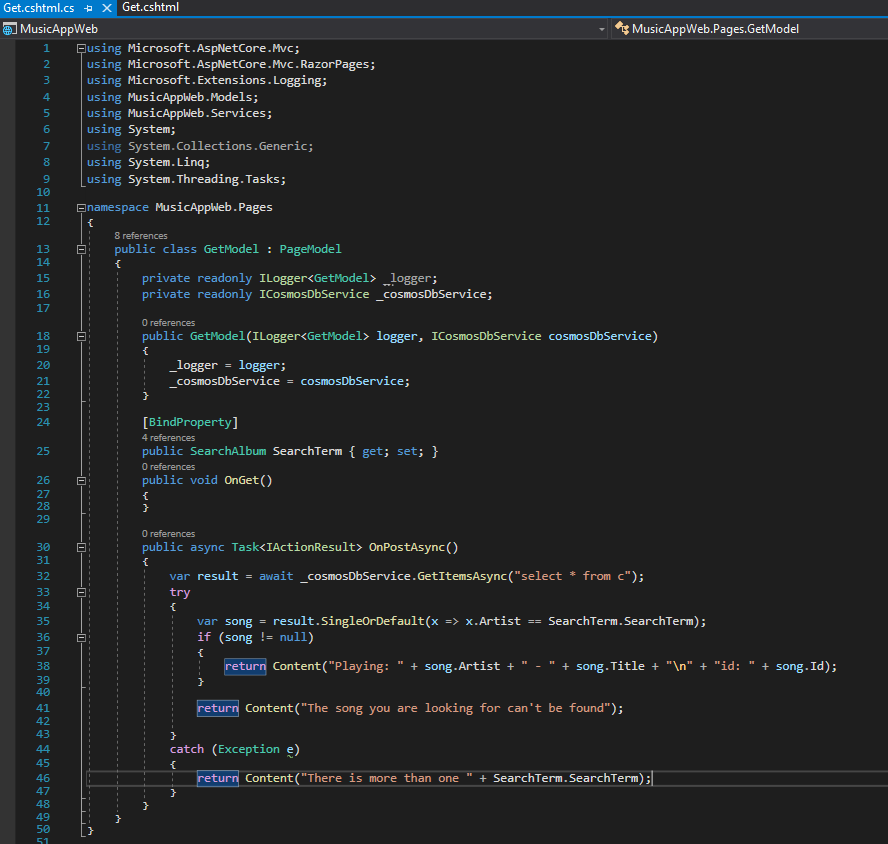 Get.cshtml.cs Get.cshtml
MusicAppWeb MusicAppWeb.Pages.GetModel
1 using Microsoft.AspNetCore.Mvc;
2 using Microsoft.AspNetCore.Mvc.RazorPages;
3 using Microsoft.Extensions.Logging;
4 using MusicAppWeb.Models;
5 using MusicAppWeb.Services;
6 using System;
7 using System.Collections.Generic;
8 using System.Linq;
9 using System.Threading.Tasks;
10
11 namespace MusicAppWeb.Pages
12 {
8 references
13 public class GetModel : PageModel
14 {
15 private readonly ILogger<GetModel> _logger;
16 private readonly ICosmosDbService _cosmosDbService;
17
0 references
18 public GetModel(ILogger<GetModel> logger, ICosmosDbService cosmosDbService)
19 {
20 _logger = logger;
21 _cosmosDbService = cosmosDbService;
22 }
23
24 [BindProperty]
4 references
25 public SearchAlbum SearchTerm { get; set; }
0 references
26 public void OnGet()
27 {
28 }
29
0 references
30 public async Task<IActionResult> OnPostAsync()
31 {
32 var result = await _cosmosDbService.GetItemsAsync("select * from c");
33 try
34 {
35 var song = result.SingleOrDefault(x => x.Artist == SearchTerm.SearchTerm);
36 if (song != null)
37 {
38 return Content("Playing: " + song.Artist + " - " + song.Title + "\n" + "id: " + song.Id);
39 }
40
41 return Content("The song you are looking for can't be found");
42
43 }
44 catch (Exception e)
45 {
46 return Content("There is more than one " + SearchTerm.SearchTerm);
47 }
48 }
49 }
50 }
51